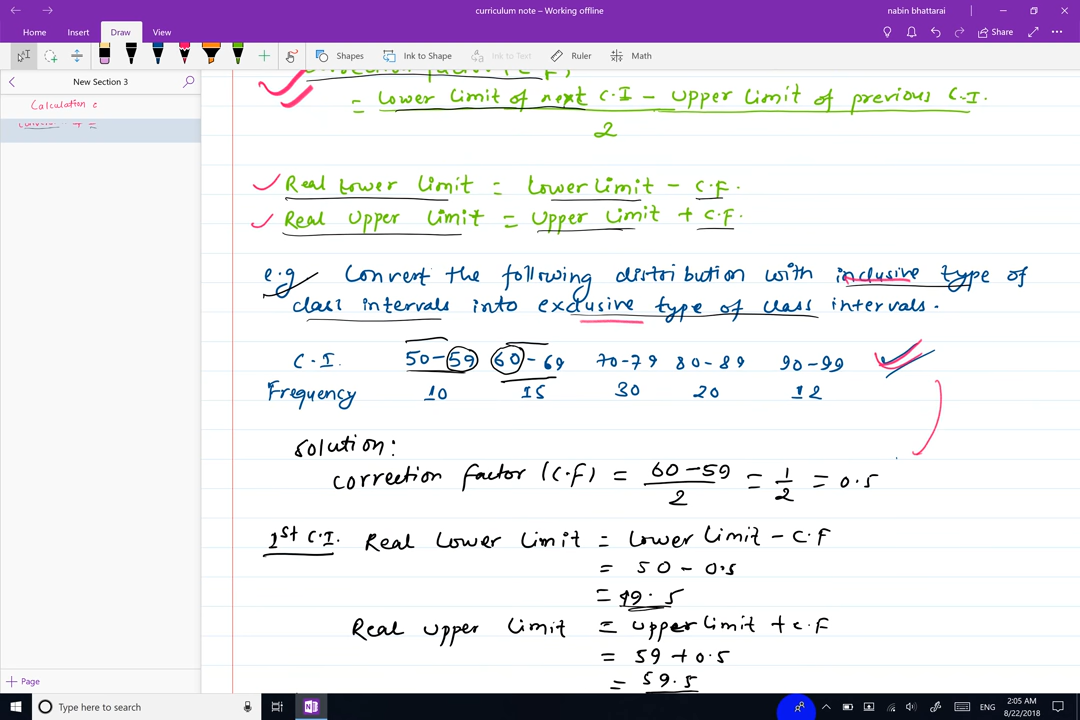 curriculum note – Working offline
nabin bhattarai
Home Insert Draw View
Share
Shapes Ink to Shape Ink to Text Ruler Math
New Section 3
Calculation c
Correction factor (C.F)
= Lower Limit of next C.I – Upper Limit of previous C.I.
2
Real Lower Limit = Lower Limit – C.F.
Real Upper Limit = Upper Limit + C.F.
e.g Convert the following distribution with inclusive type of
class intervals into exclusive type of class intervals.
C.I. 50–59 60–69 70–79 80–89 90–99
Frequency 10 15 30 20 12
Solution:
Correction factor (C.F) = 60–59 / 2 = 1/2 = 0.5
1st C.I. Real Lower Limit = Lower Limit – C.F
= 50 – 0.5
= 49.5
Real Upper Limit = Upper Limit + C.F
= 59 + 0.5
= 59.5
+ Page
Type here to search
ENG
2:05 AM
8/22/2018